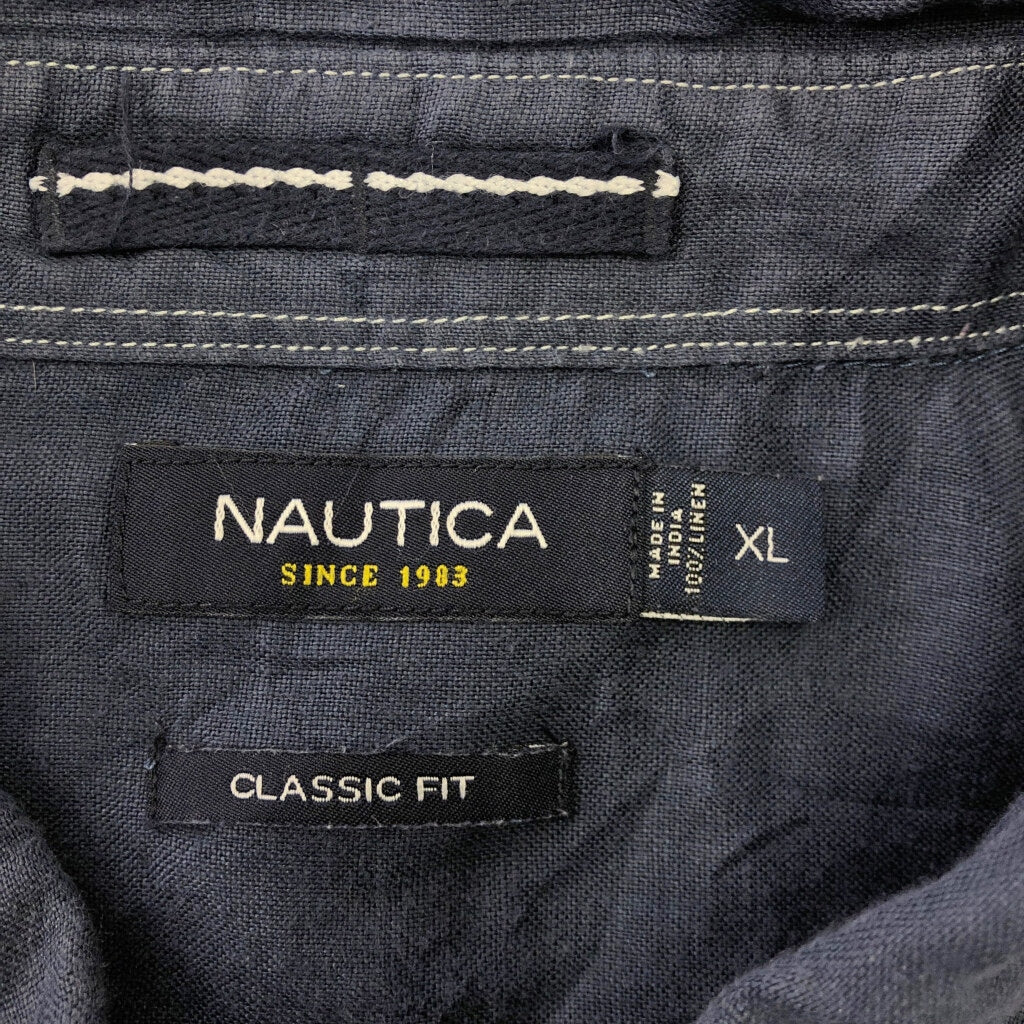 NAUTICA
SINCE 1983
MADE IN
INDIA
100% LINEN
XL
CLASSIC FIT